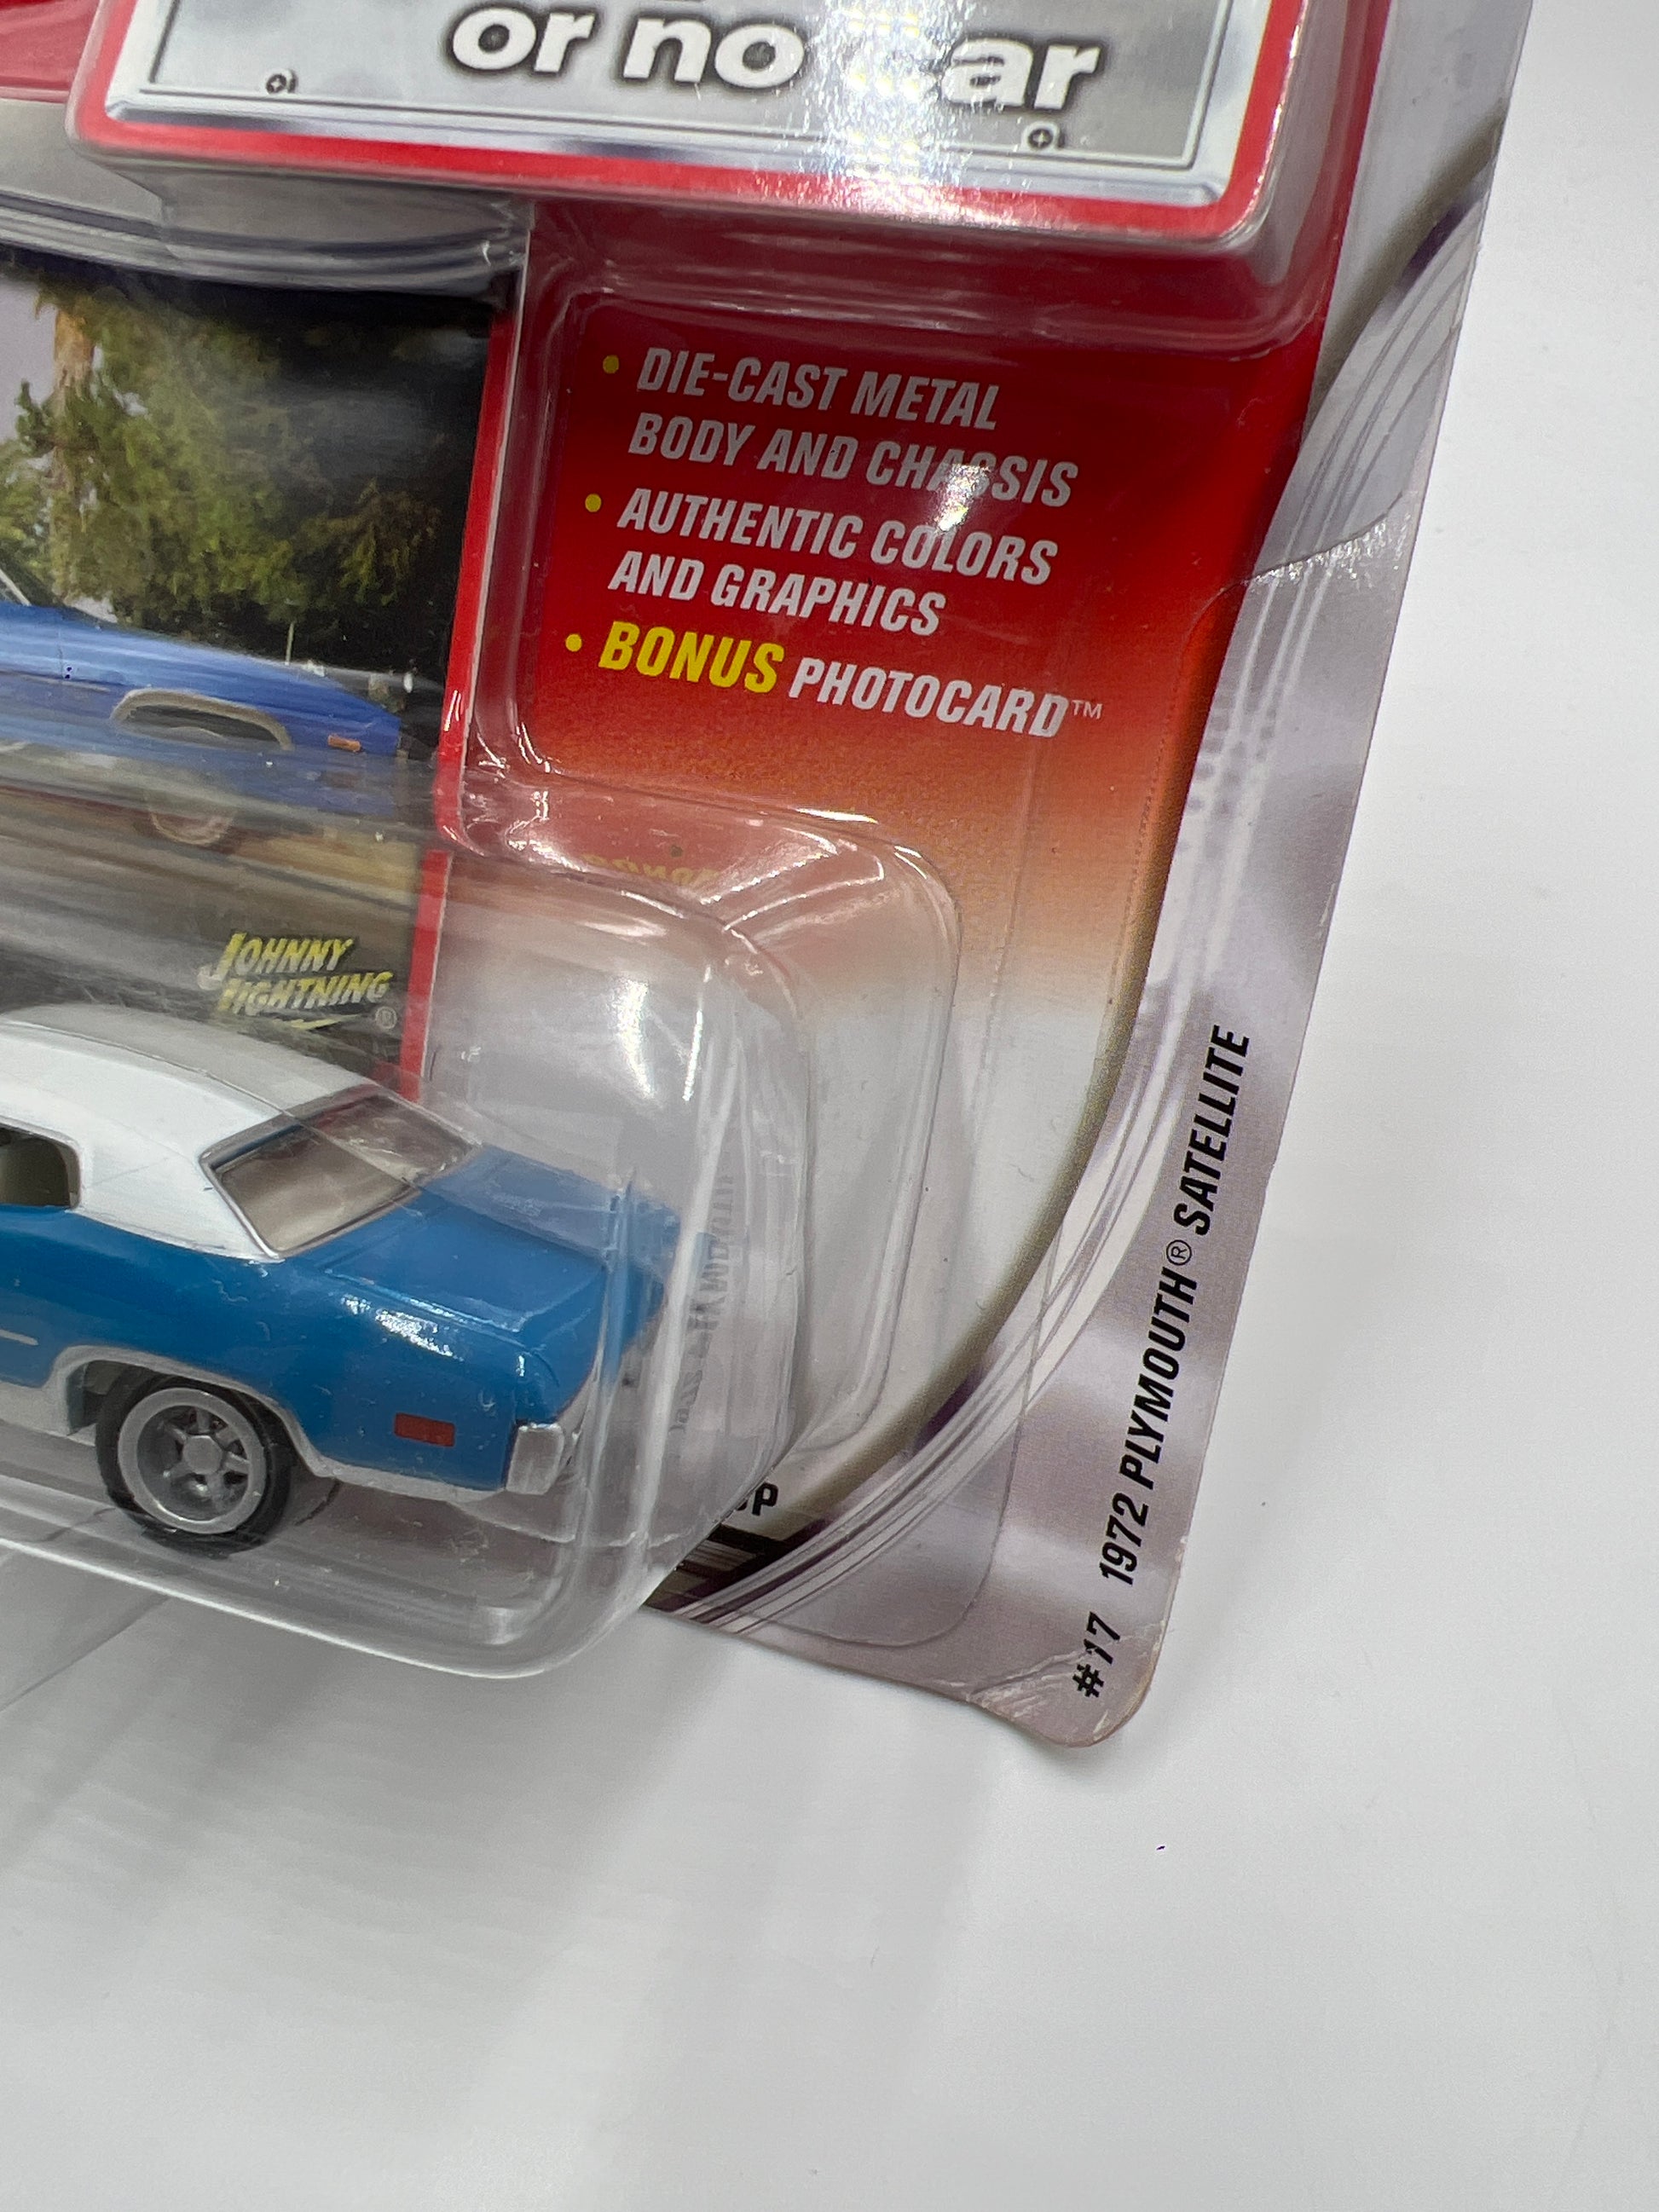 or no car
• DIE-CAST METAL
BODY AND CHASSIS
• AUTHENTIC COLORS
AND GRAPHICS
• BONUS PHOTOCARD™
JOHNNY
LIGHTNING®
#17 1972 PLYMOUTH® SATELLITE